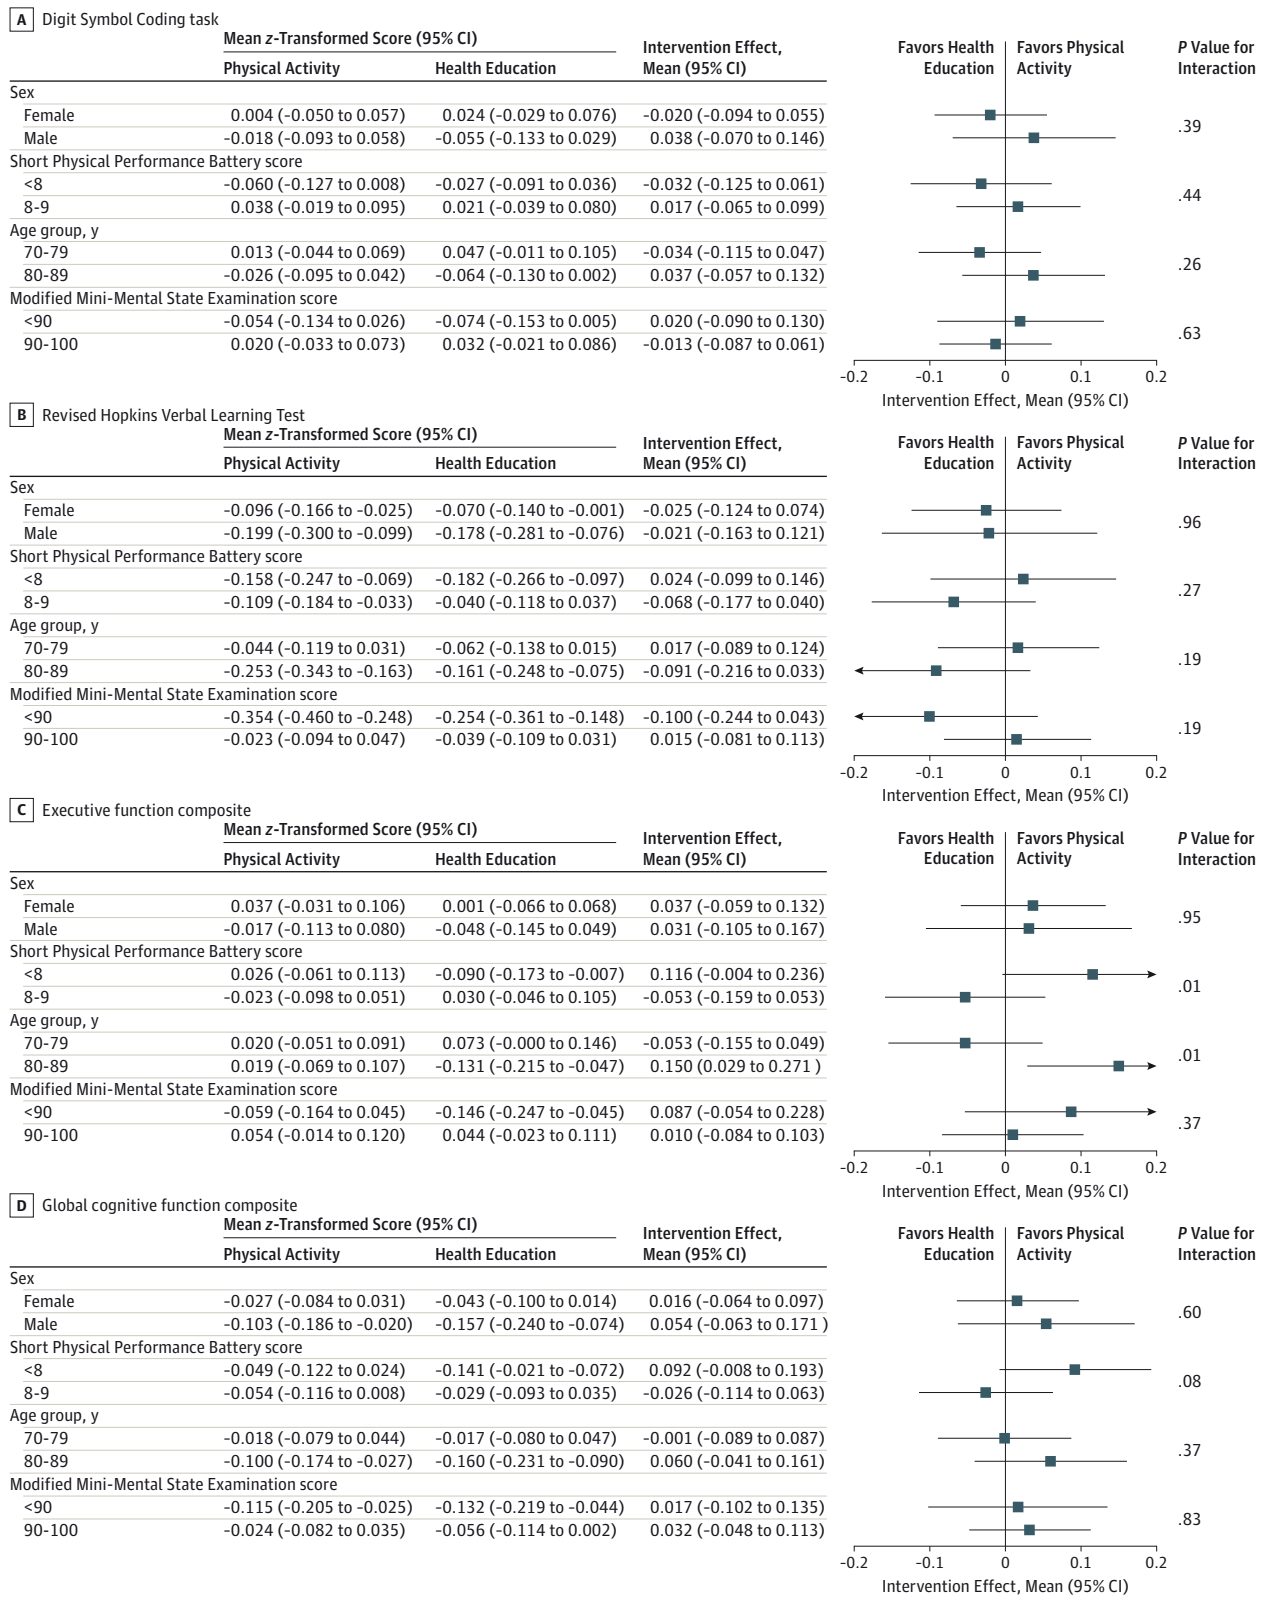 A Digit Symbol Coding task
Mean z-Transformed Score (95% CI)
Intervention Effect, Mean (95% CI)
Favors Health Education
Favors Physical Activity
P Value for Interaction
Physical Activity Health Education
Sex
Female 0.004 (-0.050 to 0.057) 0.024 (-0.029 to 0.076) -0.020 (-0.094 to 0.055)
.39
Male -0.018 (-0.093 to 0.058) -0.055 (-0.133 to 0.029) 0.038 (-0.070 to 0.146)
Short Physical Performance Battery score
<8 -0.060 (-0.127 to 0.008) -0.027 (-0.091 to 0.036) -0.032 (-0.125 to 0.061)
.44
8-9 0.038 (-0.019 to 0.095) 0.021 (-0.039 to 0.080) 0.017 (-0.065 to 0.099)
Age group, y
70-79 0.013 (-0.044 to 0.069) 0.047 (-0.011 to 0.105) -0.034 (-0.115 to 0.047)
.26
80-89 -0.026 (-0.095 to 0.042) -0.064 (-0.130 to 0.002) 0.037 (-0.057 to 0.132)
Modified Mini-Mental State Examination score
<90 -0.054 (-0.134 to 0.026) -0.074 (-0.153 to 0.005) 0.020 (-0.090 to 0.130)
.63
90-100 0.020 (-0.033 to 0.073) 0.032 (-0.021 to 0.086) -0.013 (-0.087 to 0.061)
-0.2 -0.1 0 0.1 0.2
Intervention Effect, Mean (95% CI)
B Revised Hopkins Verbal Learning Test
Mean z-Transformed Score (95% CI)
Intervention Effect, Mean (95% CI)
Favors Health Education
Favors Physical Activity
P Value for Interaction
Physical Activity Health Education
Sex
Female -0.096 (-0.166 to -0.025) -0.070 (-0.140 to -0.001) -0.025 (-0.124 to 0.074)
.96
Male -0.199 (-0.300 to -0.099) -0.178 (-0.281 to -0.076) -0.021 (-0.163 to 0.121)
Short Physical Performance Battery score
<8 -0.158 (-0.247 to -0.069) -0.182 (-0.266 to -0.097) 0.024 (-0.099 to 0.146)
.27
8-9 -0.109 (-0.184 to -0.033) -0.040 (-0.118 to 0.037) -0.068 (-0.177 to 0.040)
Age group, y
70-79 -0.044 (-0.119 to 0.031) -0.062 (-0.138 to 0.015) 0.017 (-0.089 to 0.124)
.19
80-89 -0.253 (-0.343 to -0.163) -0.161 (-0.248 to -0.075) -0.091 (-0.216 to 0.033)
Modified Mini-Mental State Examination score
<90 -0.354 (-0.460 to -0.248) -0.254 (-0.361 to -0.148) -0.100 (-0.244 to 0.043)
.19
90-100 -0.023 (-0.094 to 0.047) -0.039 (-0.109 to 0.031) 0.015 (-0.081 to 0.113)
-0.2 -0.1 0 0.1 0.2
Intervention Effect, Mean (95% CI)
C Executive function composite
Mean z-Transformed Score (95% CI)
Intervention Effect, Mean (95% CI)
Favors Health Education
Favors Physical Activity
P Value for Interaction
Physical Activity Health Education
Sex
Female 0.037 (-0.031 to 0.106) 0.001 (-0.066 to 0.068) 0.037 (-0.059 to 0.132)
.95
Male -0.017 (-0.113 to 0.080) -0.048 (-0.145 to 0.049) 0.031 (-0.105 to 0.167)
Short Physical Performance Battery score
<8 0.026 (-0.061 to 0.113) -0.090 (-0.173 to -0.007) 0.116 (-0.004 to 0.236)
.01
8-9 -0.023 (-0.098 to 0.051) 0.030 (-0.046 to 0.105) -0.053 (-0.159 to 0.053)
Age group, y
70-79 0.020 (-0.051 to 0.091) 0.073 (-0.000 to 0.146) -0.053 (-0.155 to 0.049)
.01
80-89 0.019 (-0.069 to 0.107) -0.131 (-0.215 to -0.047) 0.150 (0.029 to 0.271 )
Modified Mini-Mental State Examination score
<90 -0.059 (-0.164 to 0.045) -0.146 (-0.247 to -0.045) 0.087 (-0.054 to 0.228)
.37
90-100 0.054 (-0.014 to 0.120) 0.044 (-0.023 to 0.111) 0.010 (-0.084 to 0.103)
-0.2 -0.1 0 0.1 0.2
Intervention Effect, Mean (95% CI)
D Global cognitive function composite
Mean z-Transformed Score (95% CI)
Intervention Effect, Mean (95% CI)
Favors Health Education
Favors Physical Activity
P Value for Interaction
Physical Activity Health Education
Sex
Female -0.027 (-0.084 to 0.031) -0.043 (-0.100 to 0.014) 0.016 (-0.064 to 0.097)
.60
Male -0.103 (-0.186 to -0.020) -0.157 (-0.240 to -0.074) 0.054 (-0.063 to 0.171 )
Short Physical Performance Battery score
<8 -0.049 (-0.122 to 0.024) -0.141 (-0.021 to -0.072) 0.092 (-0.008 to 0.193)
.08
8-9 -0.054 (-0.116 to 0.008) -0.029 (-0.093 to 0.035) -0.026 (-0.114 to 0.063)
Age group, y
70-79 -0.018 (-0.079 to 0.044) -0.017 (-0.080 to 0.047) -0.001 (-0.089 to 0.087)
.37
80-89 -0.100 (-0.174 to -0.027) -0.160 (-0.231 to -0.090) 0.060 (-0.041 to 0.161)
Modified Mini-Mental State Examination score
<90 -0.115 (-0.205 to -0.025) -0.132 (-0.219 to -0.044) 0.017 (-0.102 to 0.135)
.83
90-100 -0.024 (-0.082 to 0.035) -0.056 (-0.114 to 0.002) 0.032 (-0.048 to 0.113)
-0.2 -0.1 0 0.1 0.2
Intervention Effect, Mean (95% CI)